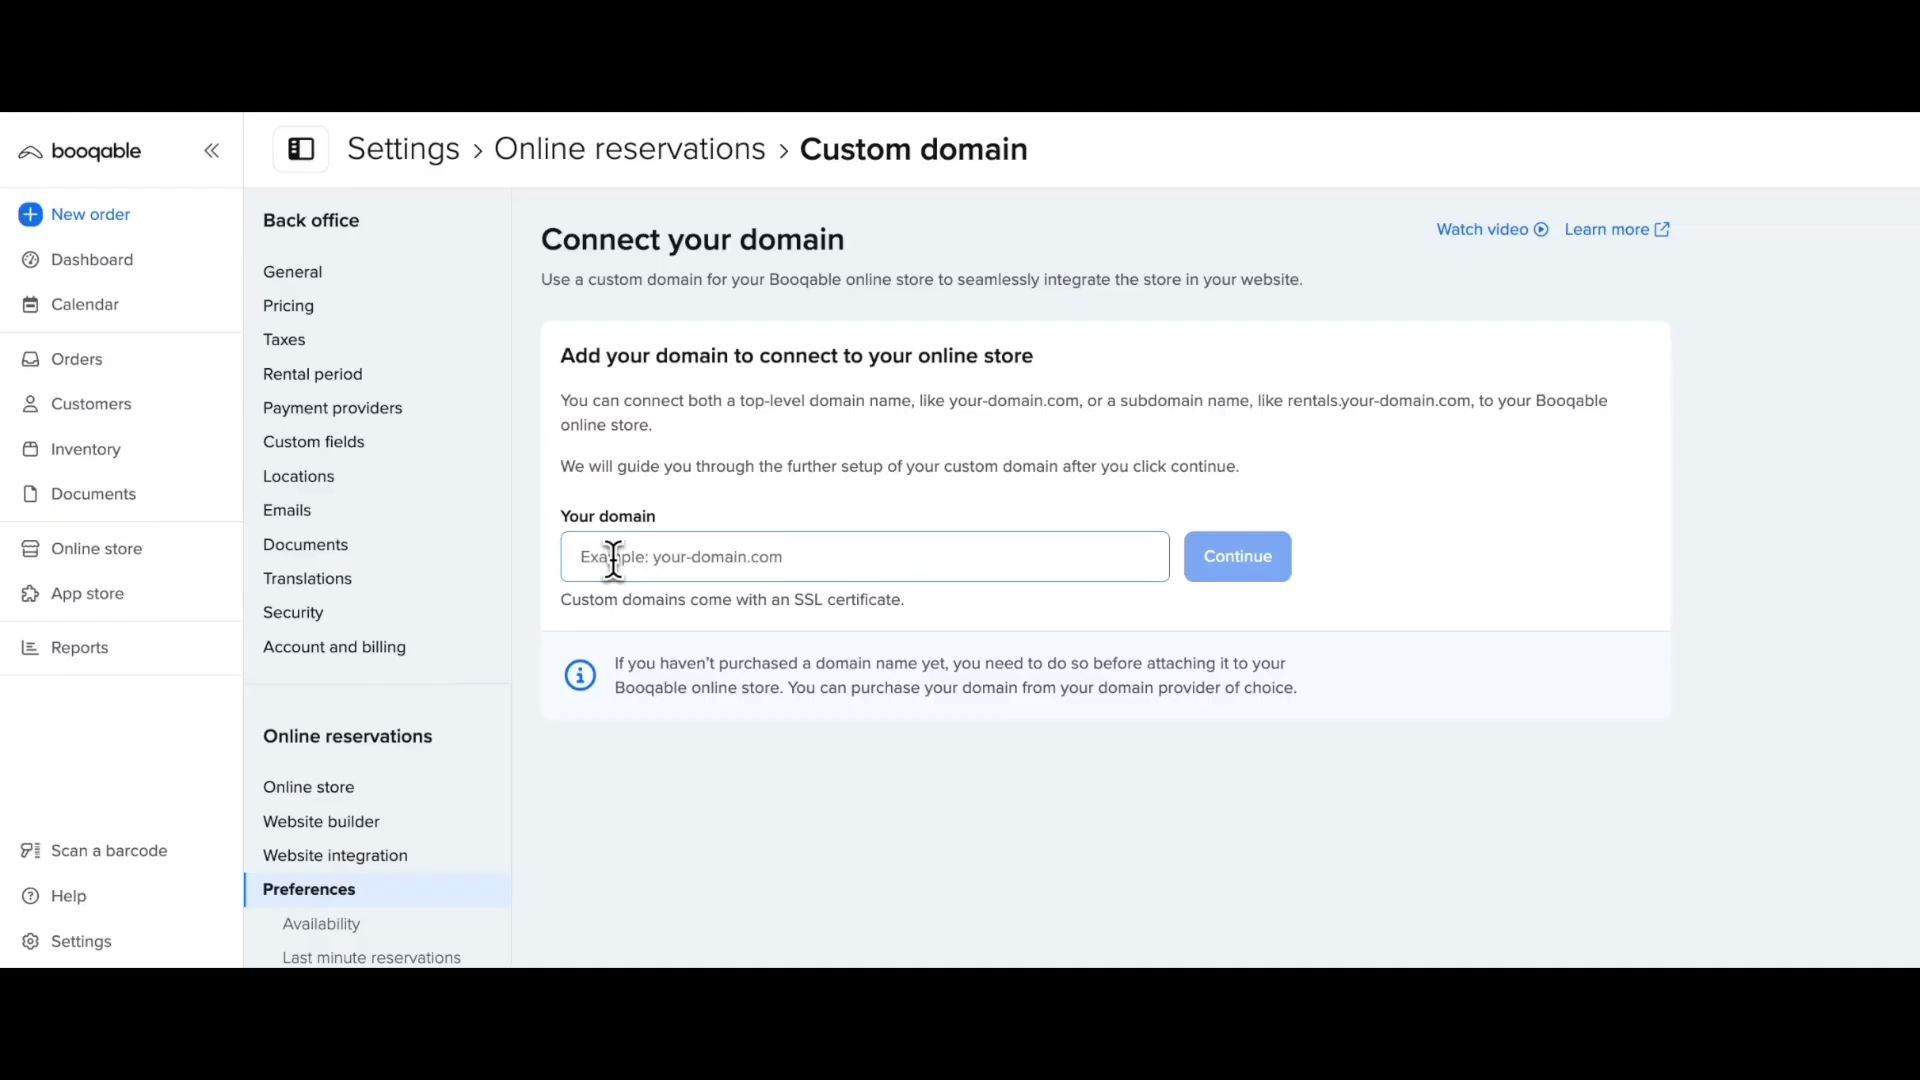 booqable
New order
Dashboard
Calendar
Orders
Customers
Inventory
Documents
Online store
App store
Reports
Scan a barcode
Help
Settings
Settings › Online reservations › Custom domain
Back office
General
Pricing
Taxes
Rental period
Payment providers
Custom fields
Locations
Emails
Documents
Translations
Security
Account and billing
Online reservations
Online store
Website builder
Website integration
Preferences
Availability
Last minute reservations
Connect your domain
Watch video
Learn more
Use a custom domain for your Booqable online store to seamlessly integrate the store in your website.
Add your domain to connect to your online store
You can connect both a top-level domain name, like your-domain.com, or a subdomain name, like rentals.your-domain.com, to your Booqable
online store.
We will guide you through the further setup of your custom domain after you click continue.
Your domain
Example: your-domain.com
Continue
Custom domains come with an SSL certificate.
If you haven't purchased a domain name yet, you need to do so before attaching it to your
Booqable online store. You can purchase your domain from your domain provider of choice.